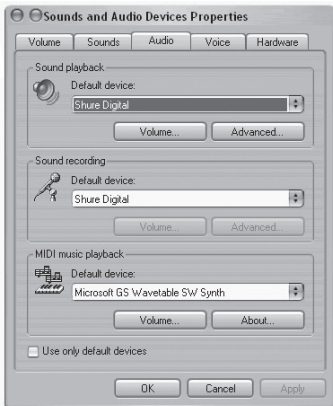 Sounds and Audio Devices Properties
Volume Sounds Audio Voice Hardware
Sound playback
Default device:
Shure Digital
Volume... Advanced...
Sound recording
Default device:
Shure Digital
Volume... Advanced...
MIDI music playback
Default device:
Microsoft GS Wavetable SW Synth
Volume... About...
Use only default devices
OK Cancel Apply